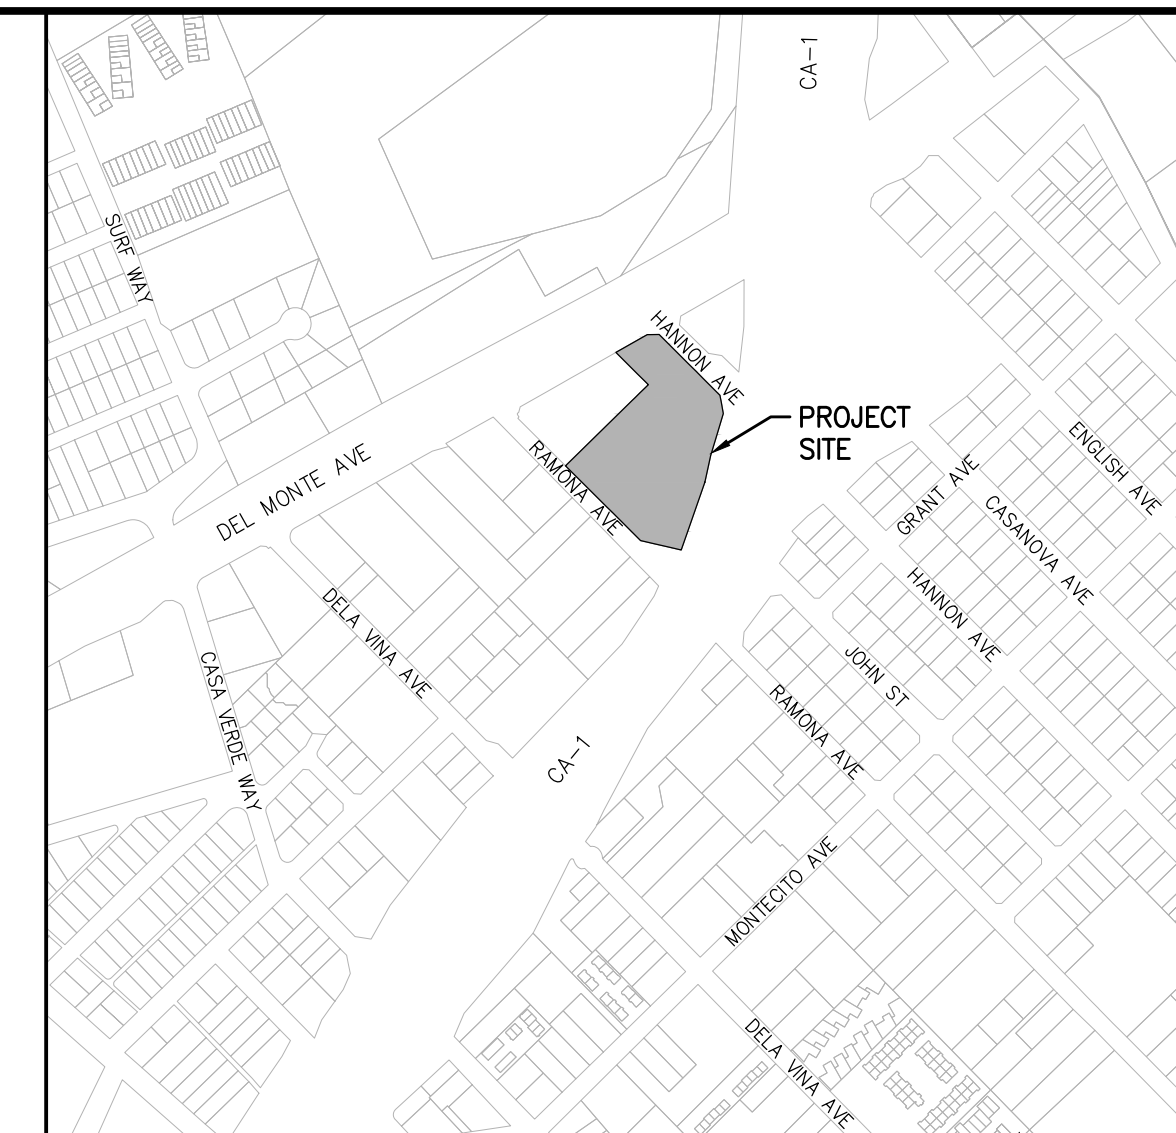 CA-1
SURF WAY
HANNON AVE
PROJECT
SITE
RAMONA AVE
DEL MONTE AVE
ENGLISH AVE
GRANT AVE
CASANOVA AVE
HANNON AVE
DELA VINA AVE
JOHN ST
CASA VERDE WAY
RAMONA AVE
CA-1
MONTECITO AVE
DELA VINA AVE